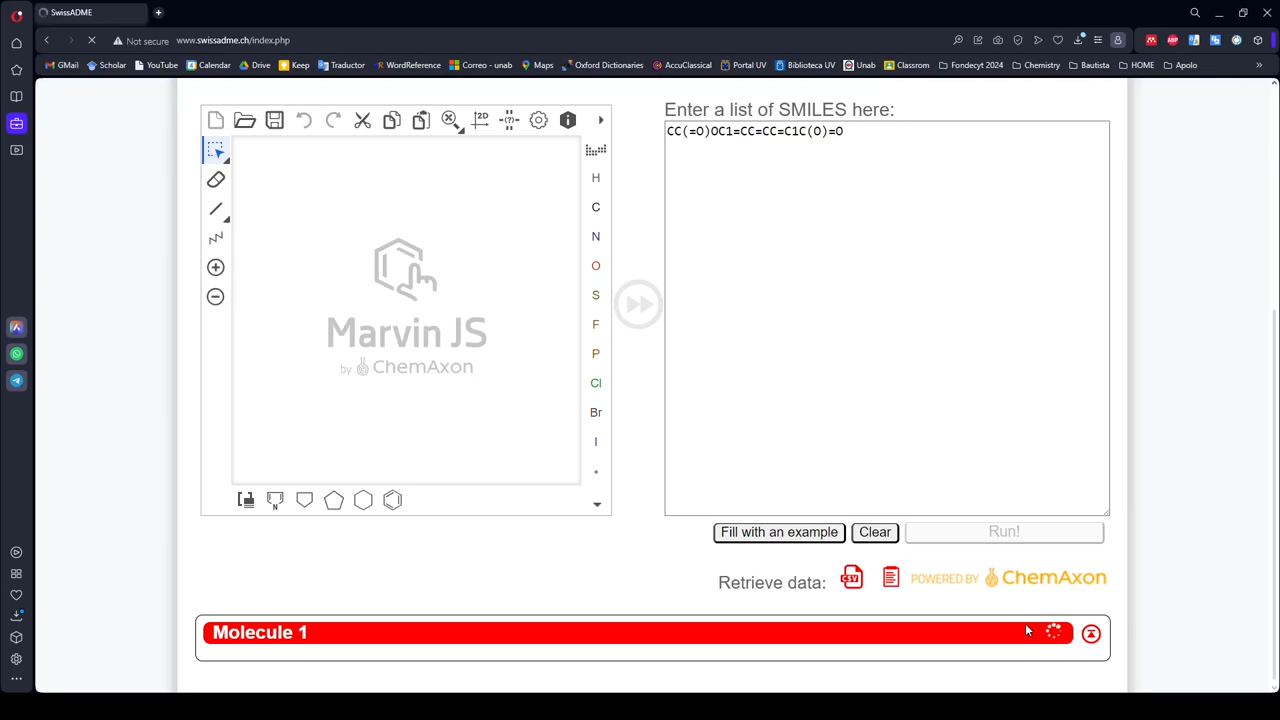 SwissADME
Not secure www.swissadme.ch/index.php
GMail Scholar YouTube Calendar Drive Keep Traductor WordReference Correo - unab Maps Oxford Dictionaries AccuClassical Portal UV Biblioteca UV Unab Classrom Fondecyt 2024 Chemistry Bautista HOME Apolo »
Enter a list of SMILES here:
CC(=O)OC1=CC=CC=C1C(O)=O
2D
H
C
N
O
S
F
P
Cl
Br
I
*
Marvin JS
by ChemAxon
N
Fill with an example Clear Run!
Retrieve data: CSV POWERED BY ChemAxon
Molecule 1